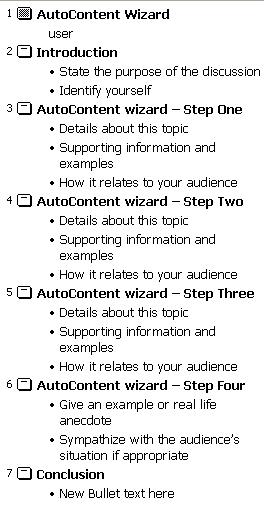 1 AutoContent Wizard
user
2 Introduction
• State the purpose of the discussion
• Identify yourself
3 AutoContent wizard – Step One
• Details about this topic
• Supporting information and
examples
• How it relates to your audience
4 AutoContent wizard – Step Two
• Details about this topic
• Supporting information and
examples
• How it relates to your audience
5 AutoContent wizard – Step Three
• Details about this topic
• Supporting information and
examples
• How it relates to your audience
6 AutoContent wizard – Step Four
• Give an example or real life
anecdote
• Sympathize with the audience's
situation if appropriate
7 Conclusion
• New Bullet text here